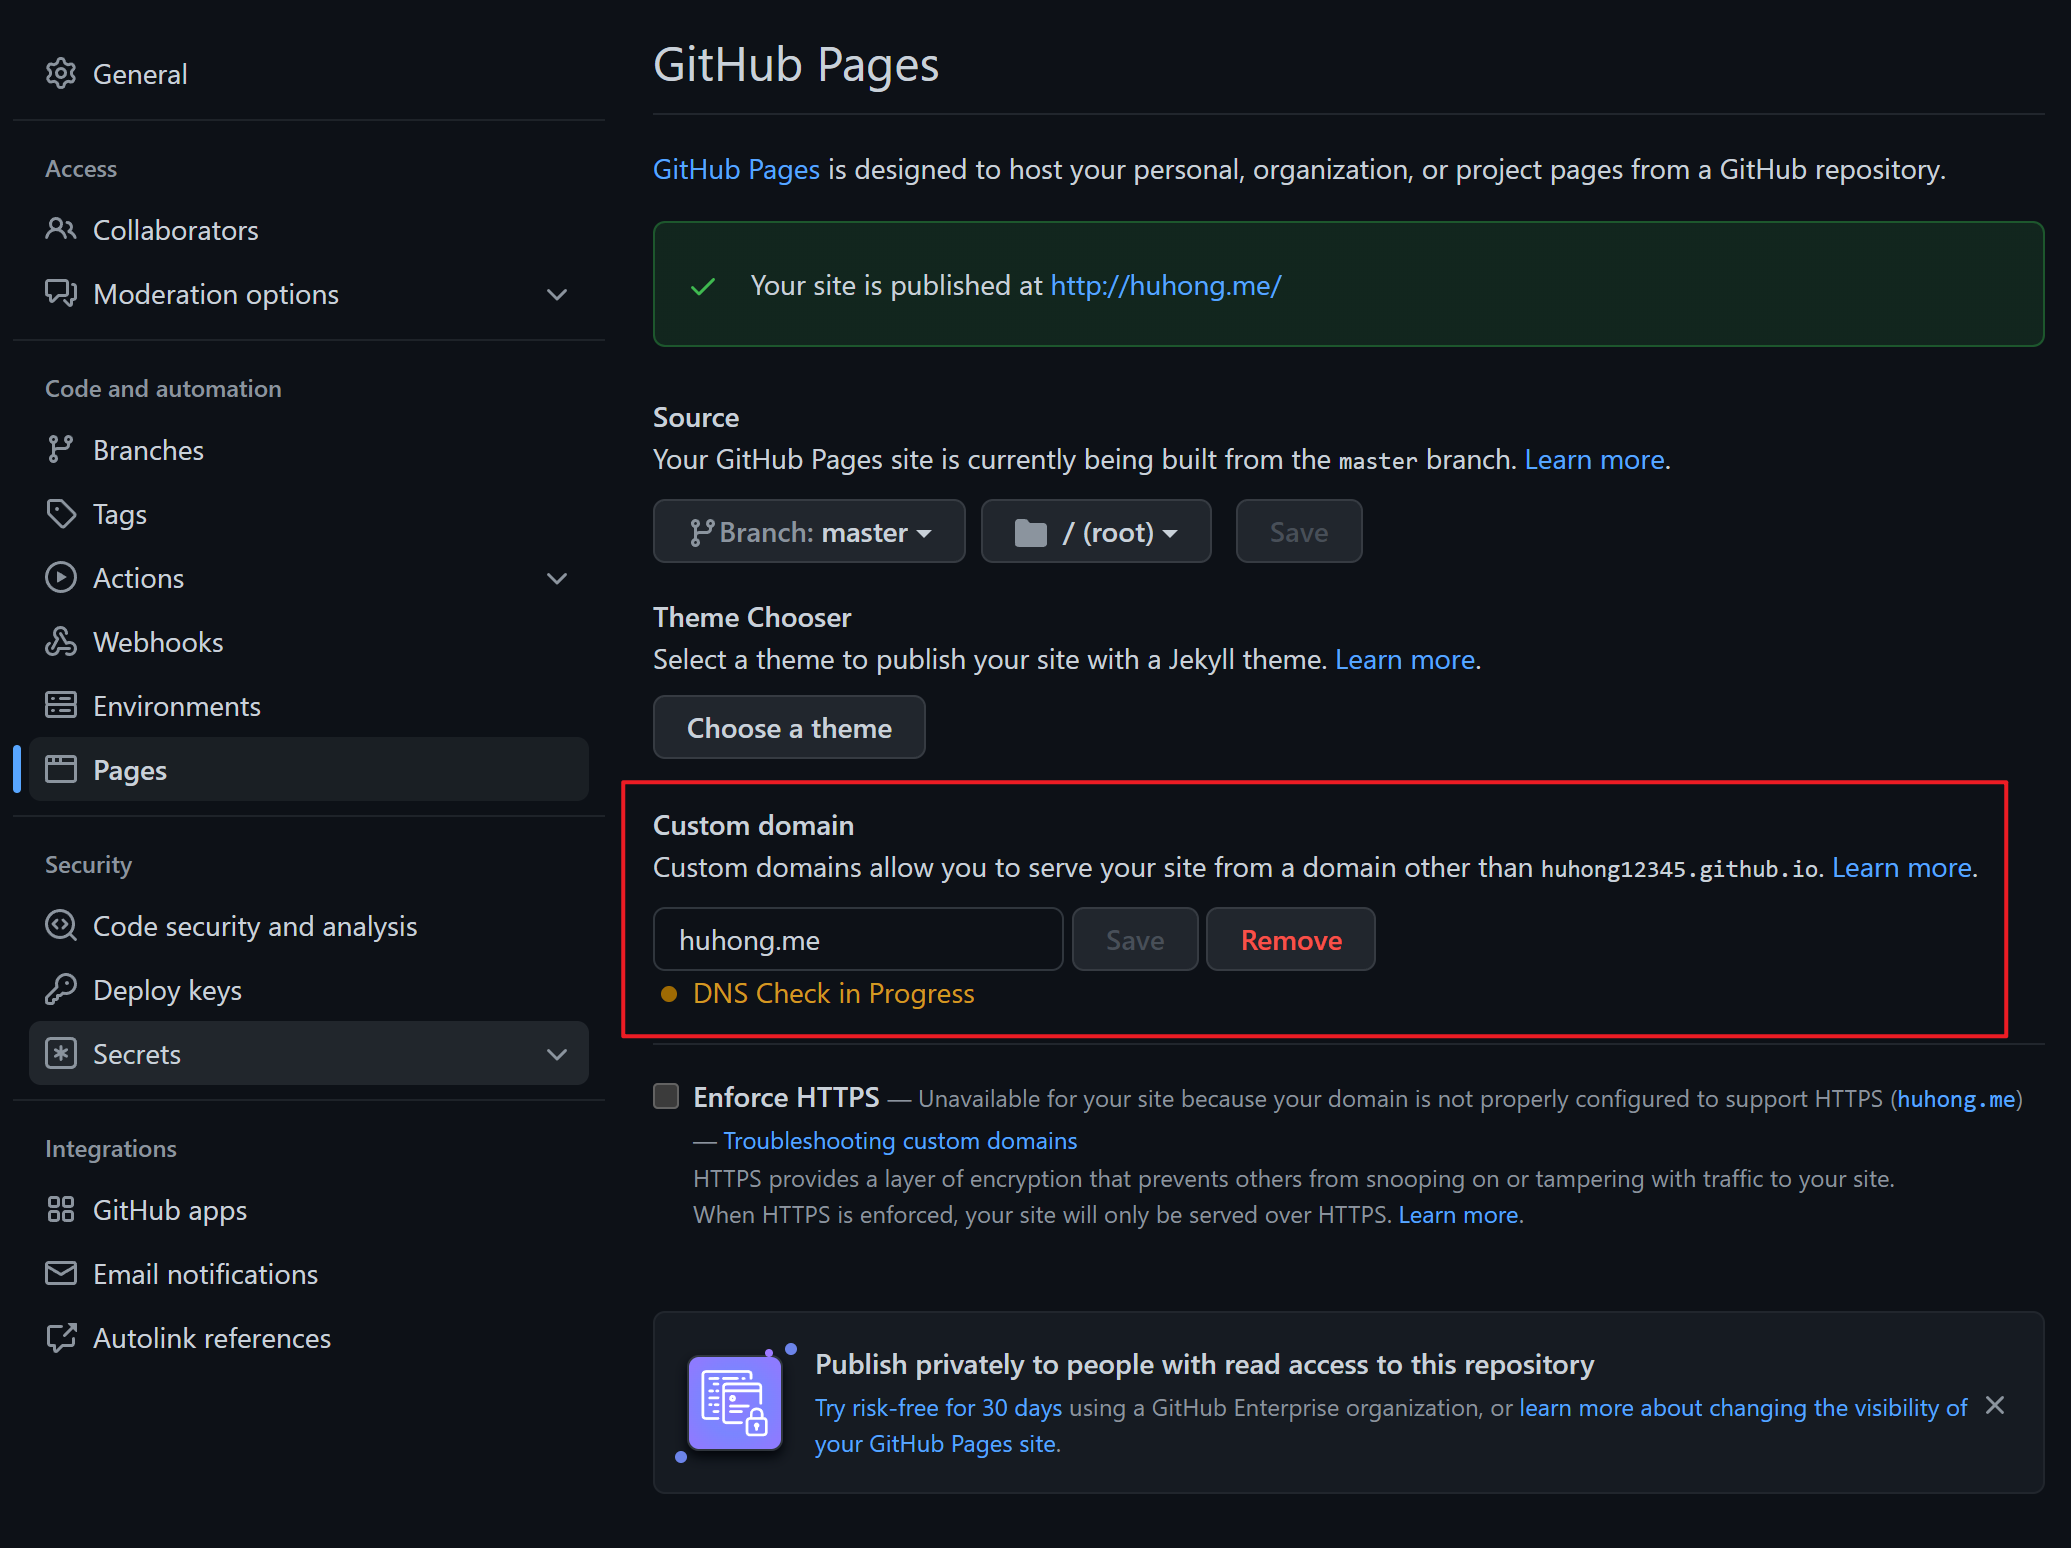 General
Access
Collaborators
Moderation options
Code and automation
Branches
Tags
Actions
Webhooks
Environments
Pages
Security
Code security and analysis
Deploy keys
Secrets
Integrations
GitHub apps
Email notifications
Autolink references
GitHub Pages
GitHub Pages is designed to host your personal, organization, or project pages from a GitHub repository.
Your site is published at http://huhong.me/
Source
Your GitHub Pages site is currently being built from the master branch. Learn more.
Branch: master
/ (root)
Save
Theme Chooser
Select a theme to publish your site with a Jekyll theme. Learn more.
Choose a theme
Custom domain
Custom domains allow you to serve your site from a domain other than huhong12345.github.io. Learn more.
huhong.me
Save
Remove
DNS Check in Progress
Enforce HTTPS — Unavailable for your site because your domain is not properly configured to support HTTPS (huhong.me)
— Troubleshooting custom domains
HTTPS provides a layer of encryption that prevents others from snooping on or tampering with traffic to your site.
When HTTPS is enforced, your site will only be served over HTTPS. Learn more.
Publish privately to people with read access to this repository
Try risk-free for 30 days using a GitHub Enterprise organization, or learn more about changing the visibility of
your GitHub Pages site.